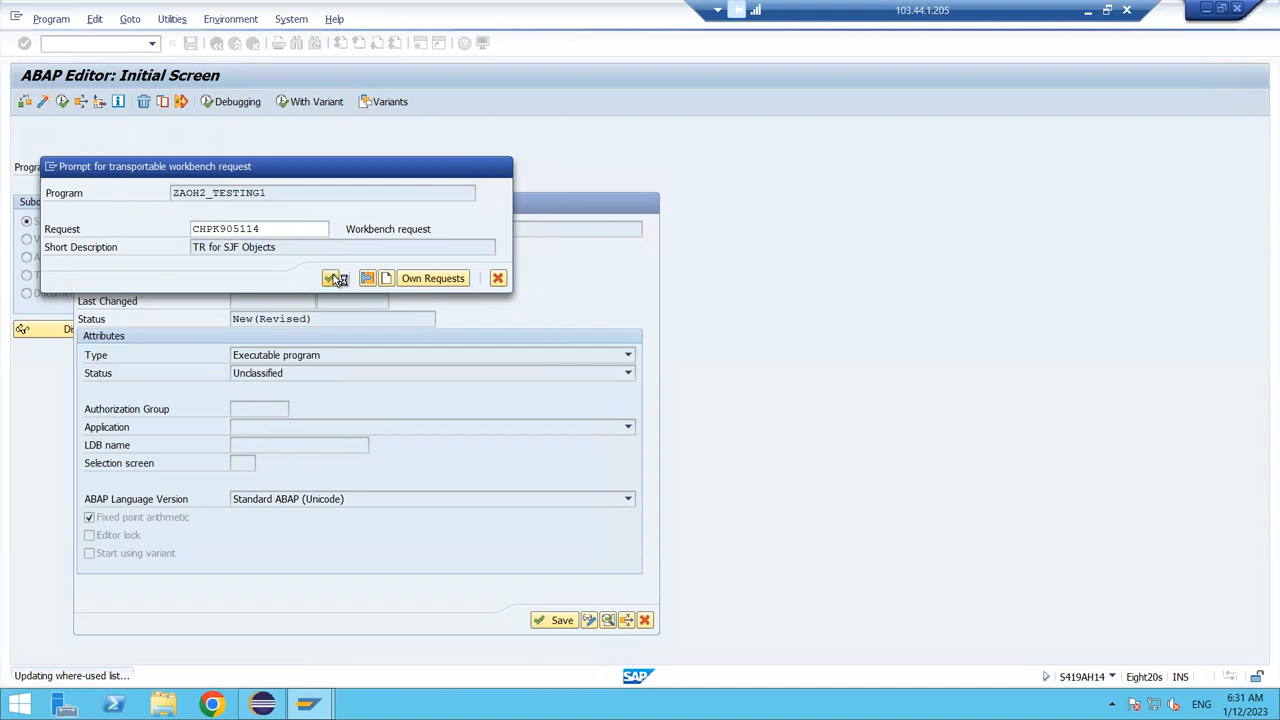 Program Edit Goto Utilities Environment System Help
103.44.1.205
ABAP Editor: Initial Screen
Debugging With Variant Variants
Prompt for transportable workbench request
Program ZAOH2_TESTING1
Request CHPK905114 Workbench request
Short Description TR for SJF Objects
Own Requests
Last Changed
Status New(Revised)
Attributes
Type Executable program
Status Unclassified
Authorization Group
Application
LDB name
Selection screen
ABAP Language Version Standard ABAP (Unicode)
Fixed point arithmetic
Editor lock
Start using variant
Save
Updating where-used list...
SAP
S419AH14 Eight20s INS
ENG
6:31 AM
1/12/2023